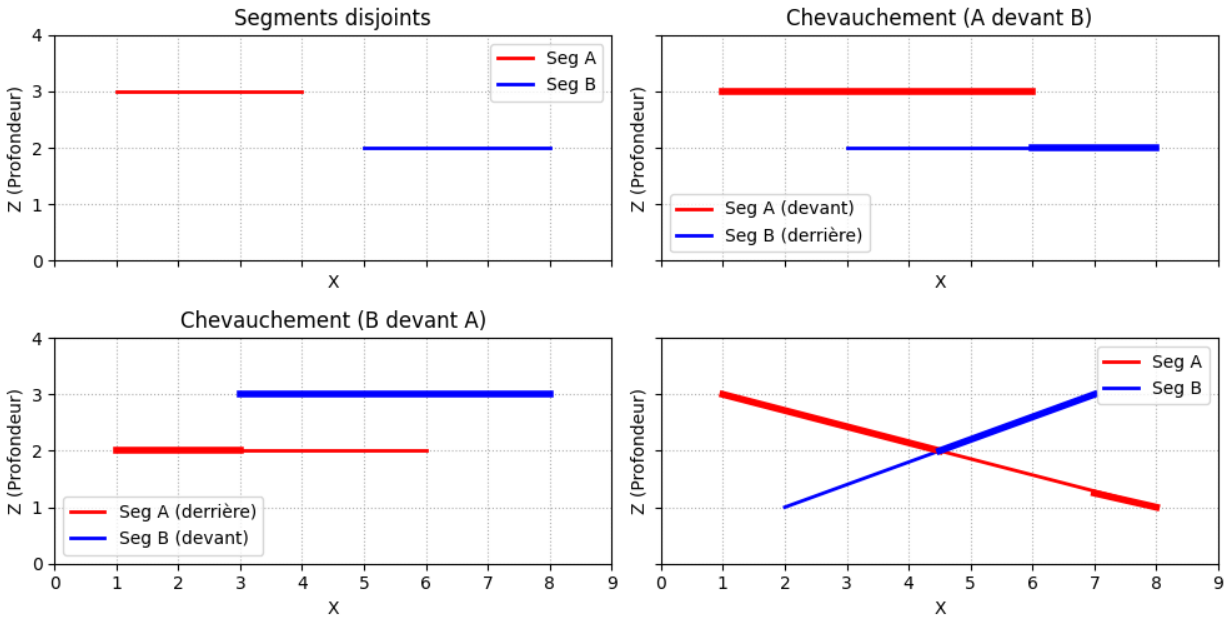 Segments disjoints
4
3
2
1
0
Z (Profondeur)
X
Seg A
Seg B
Chevauchement (A devant B)
Z (Profondeur)
X
Seg A (devant)
Seg B (derrière)
Chevauchement (B devant A)
4
3
2
1
0
Z (Profondeur)
0 1 2 3 4 5 6 7 8 9
X
Seg A (derrière)
Seg B (devant)
Z (Profondeur)
0 1 2 3 4 5 6 7 8 9
X
Seg A
Seg B